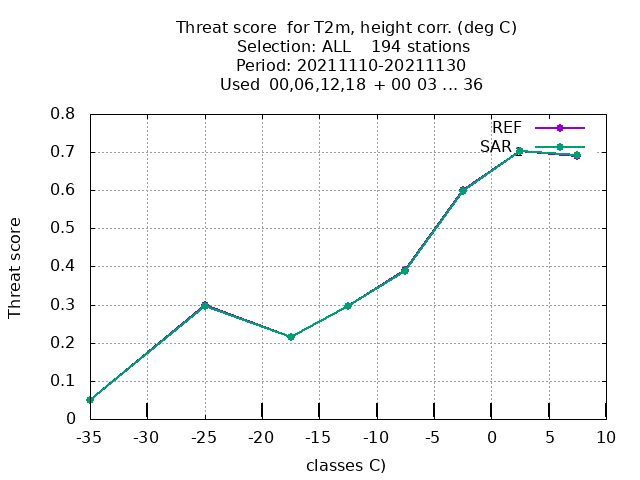 Threat score  for T2m, height corr. (deg C)
Selection: ALL    194 stations
Period: 20211110-20211130
Used  00,06,12,18  + 00 03 ... 36
REF
SAR
Threat score
0.8
0.7
0.6
0.5
0.4
0.3
0.2
0.1
0
-35 -30 -25 -20 -15 -10 -5 0 5 10
classes C)